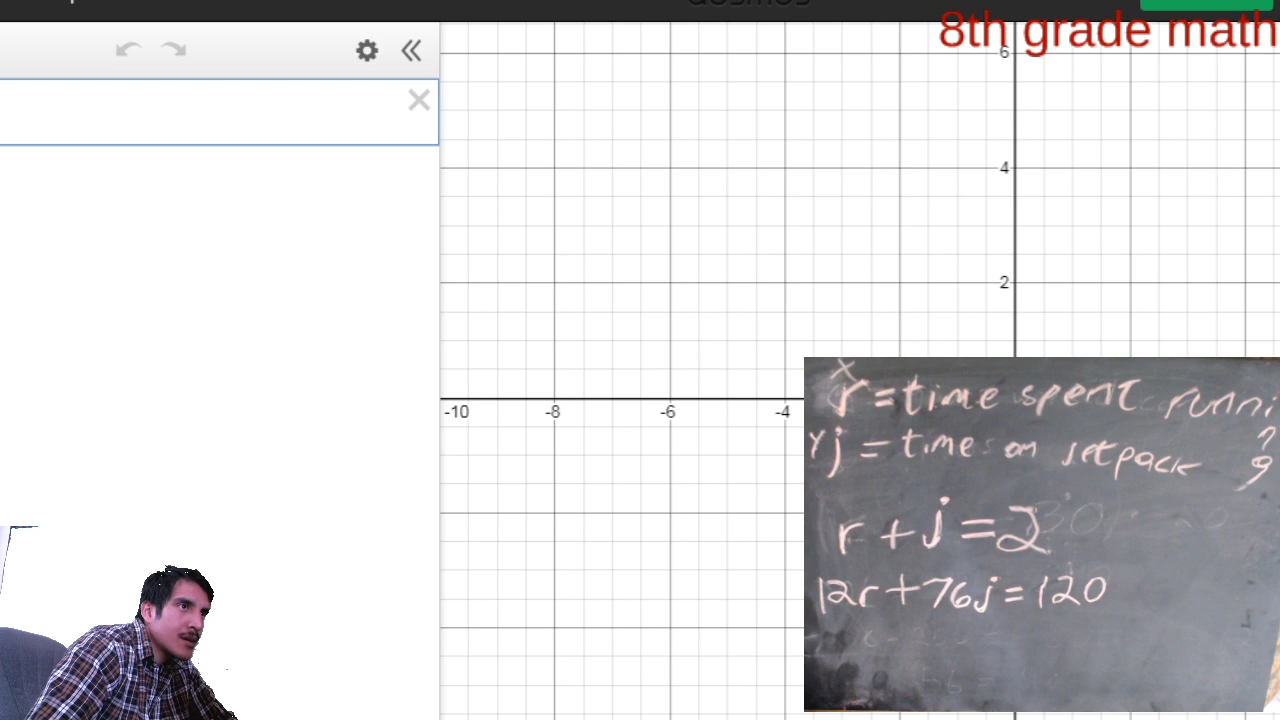 8th grade math
6
4
2
-10 -8 -6 -4
x
r = time spent runni
Y j = time on jetpack
r + j = 2
12r + 76j = 120